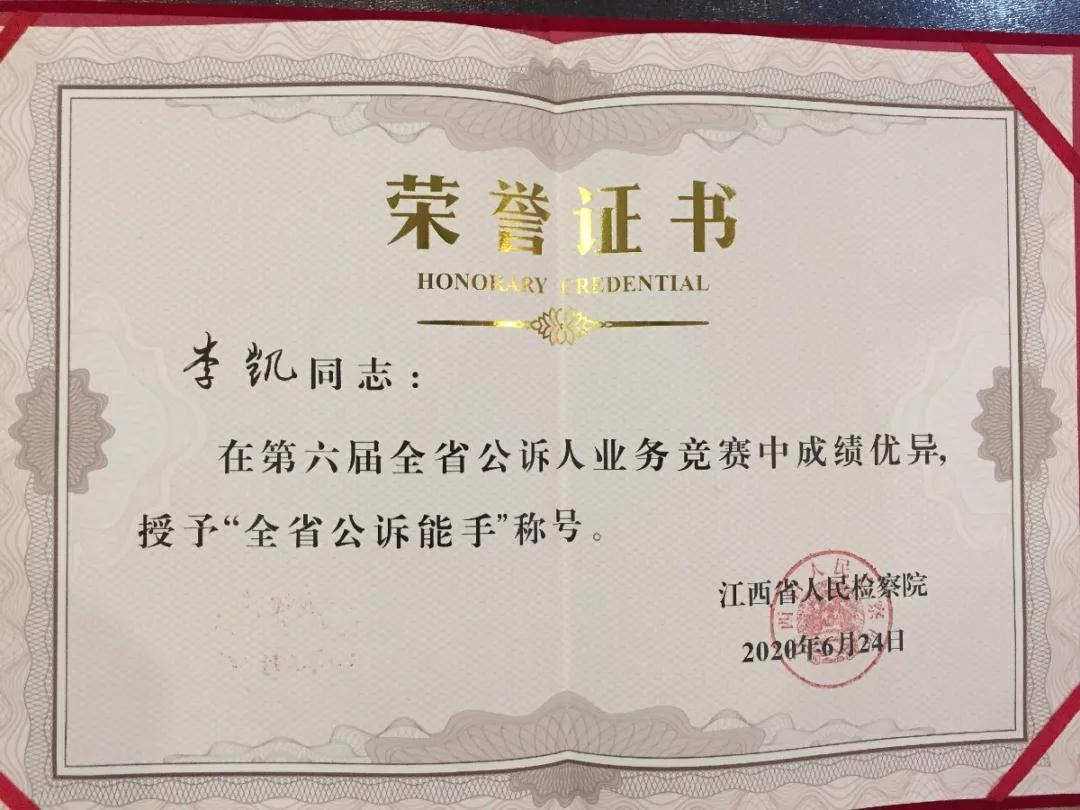 荣誉证书
HONORARY CREDENTIAL
李凯同志：
在第六届全省公诉人业务竞赛中成绩优异，
授予“全省公诉能手”称号。
江西省人民检察院
2020年6月24日